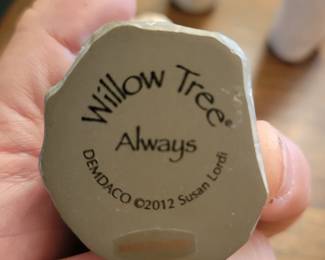 Willow Tree®
Always
DEMDACO ©2012 Susan Lordi